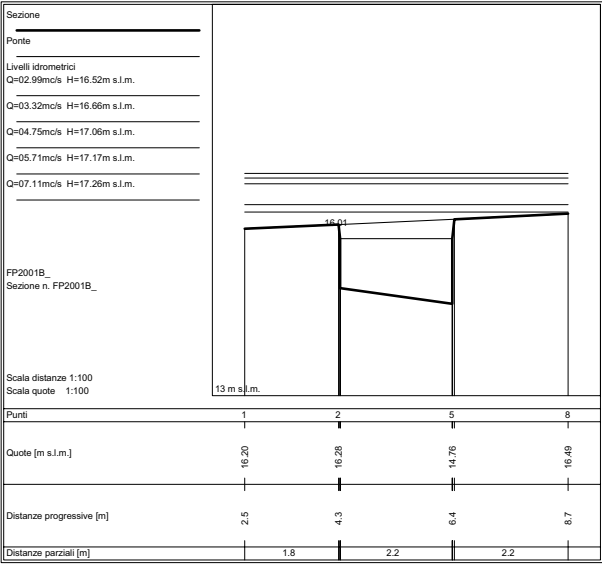 Sezione
Ponte
Livelli idrometrici
Q=02.99mc/s H=16.52m s.l.m.
Q=03.32mc/s H=16.66m s.l.m.
Q=04.75mc/s H=17.06m s.l.m.
Q=05.71mc/s H=17.17m s.l.m.
Q=07.11mc/s H=17.26m s.l.m.
16.01
FP2001B_
Sezione n. FP2001B_
Scala distanze 1:100
Scala quote 1:100
13 m s.l.m.
Punti 1 2 5 8
Quote [m s.l.m.] 16.20 16.28 14.76 16.49
Distanze progressive [m] 2.5 4.3 6.4 8.7
Distanze parziali [m] 1.8 2.2 2.2